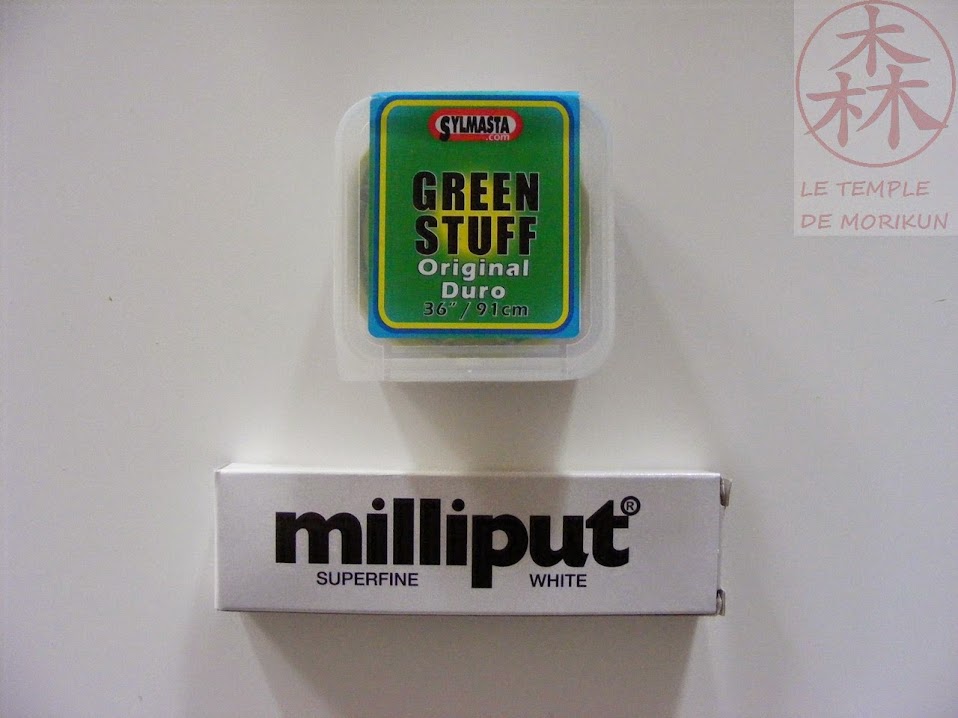 森
LE TEMPLE
DE MORIKUN
SYLMASTA
.com
GREEN
STUFF
Original
Duro
36" / 91cm
milliput®
SUPERFINE WHITE